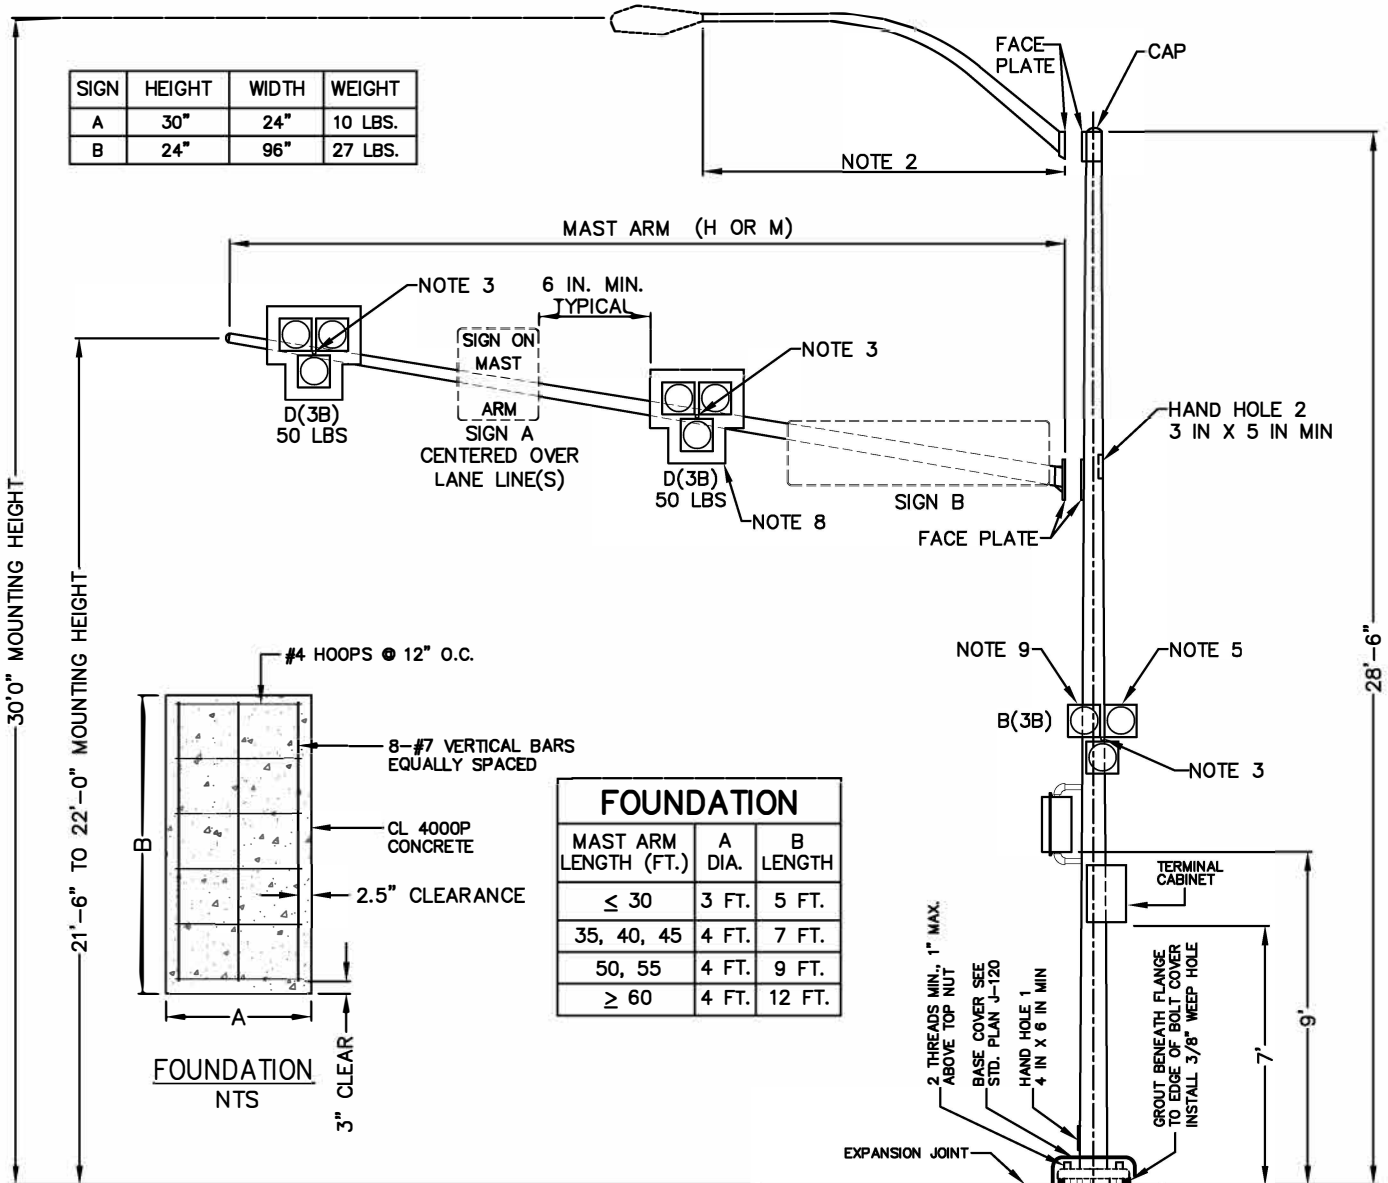 FACE
PLATE
CAP
SIGN HEIGHT WIDTH WEIGHT
A 30" 24" 10 LBS.
B 24" 96" 27 LBS.
NOTE 2
MAST ARM (H OR M)
NOTE 3
6 IN. MIN.
TYPICAL
SIGN ON
MAST
ARM
SIGN A
CENTERED OVER
LANE LINE(S)
D(3B)
50 LBS
NOTE 3
HAND HOLE 2
3 IN X 5 IN MIN
D(3B)
50 LBS
NOTE 8
SIGN B
FACE PLATE
30'0" MOUNTING HEIGHT
21'-6" TO 22'-0" MOUNTING HEIGHT
28'-6"
#4 HOOPS @ 12" O.C.
8-#7 VERTICAL BARS
EQUALLY SPACED
CL 4000P
CONCRETE
2.5" CLEARANCE
B
A
3" CLEAR
FOUNDATION
NTS
FOUNDATION
MAST ARM
LENGTH (FT.)
A
DIA.
B
LENGTH
≤ 30 3 FT. 5 FT.
35, 40, 45 4 FT. 7 FT.
50, 55 4 FT. 9 FT.
≥ 60 4 FT. 12 FT.
NOTE 9
NOTE 5
B(3B)
NOTE 3
TERMINAL
CABINET
2 THREADS MIN., 1" MAX.
ABOVE TOP NUT
BASE COVER SEE
STD. PLAN J-120
HAND HOLE 1
4 IN X 6 IN MIN
GROUT BENEATH FLANGE
TO EDGE OF BOLT COVER
INSTALL 3/8" WEEP HOLE
7'
9'
EXPANSION JOINT